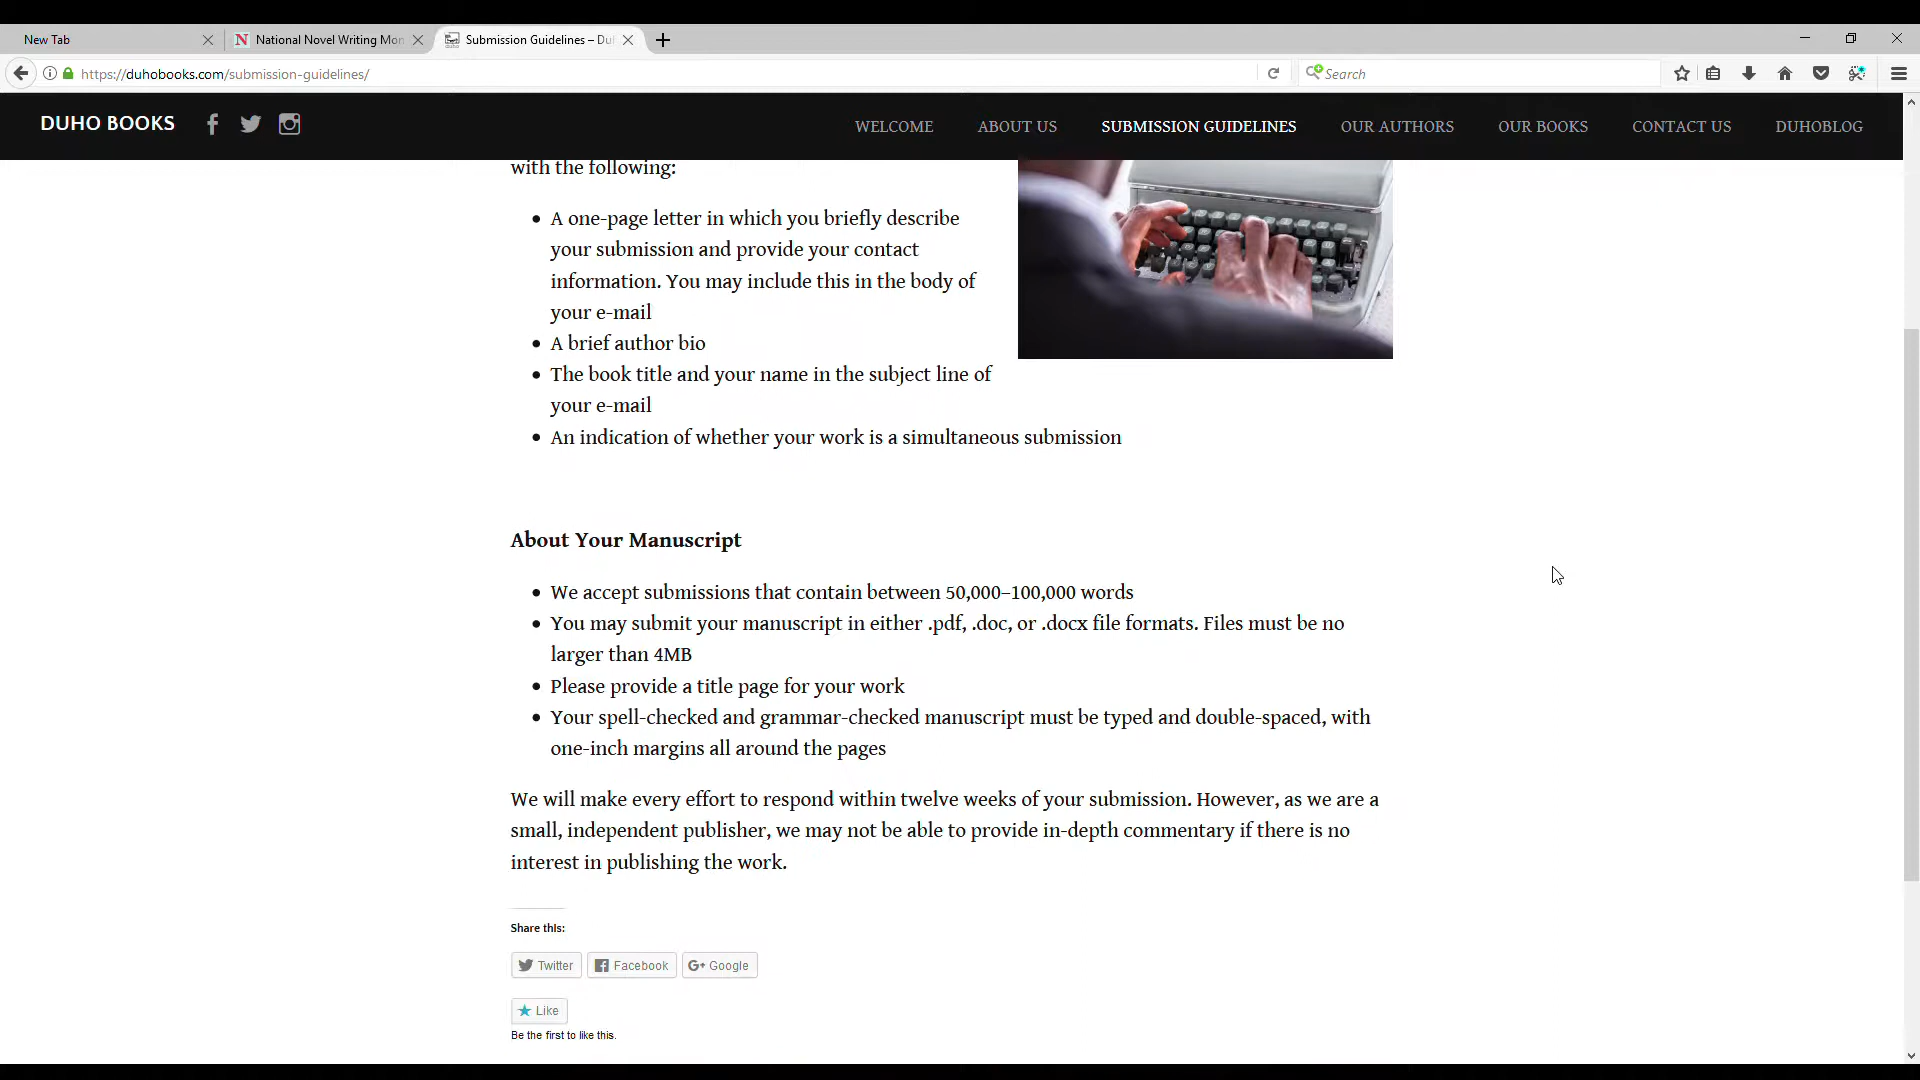 New Tab
National Novel Writing Mon
Submission Guidelines – Du
https://duhobooks.com/submission-guidelines/
Search
DUHO BOOKS
WELCOME
ABOUT US
SUBMISSION GUIDELINES
OUR AUTHORS
OUR BOOKS
CONTACT US
DUHOBLOG
with the following:
A one-page letter in which you briefly describe
your submission and provide your contact
information. You may include this in the body of
your e-mail
A brief author bio
The book title and your name in the subject line of
your e-mail
An indication of whether your work is a simultaneous submission
About Your Manuscript
We accept submissions that contain between 50,000–100,000 words
You may submit your manuscript in either .pdf, .doc, or .docx file formats. Files must be no
larger than 4MB
Please provide a title page for your work
Your spell-checked and grammar-checked manuscript must be typed and double-spaced, with
one-inch margins all around the pages
We will make every effort to respond within twelve weeks of your submission. However, as we are a
small, independent publisher, we may not be able to provide in-depth commentary if there is no
interest in publishing the work.
Share this:
Twitter
Facebook
G+ Google
Like
Be the first to like this.